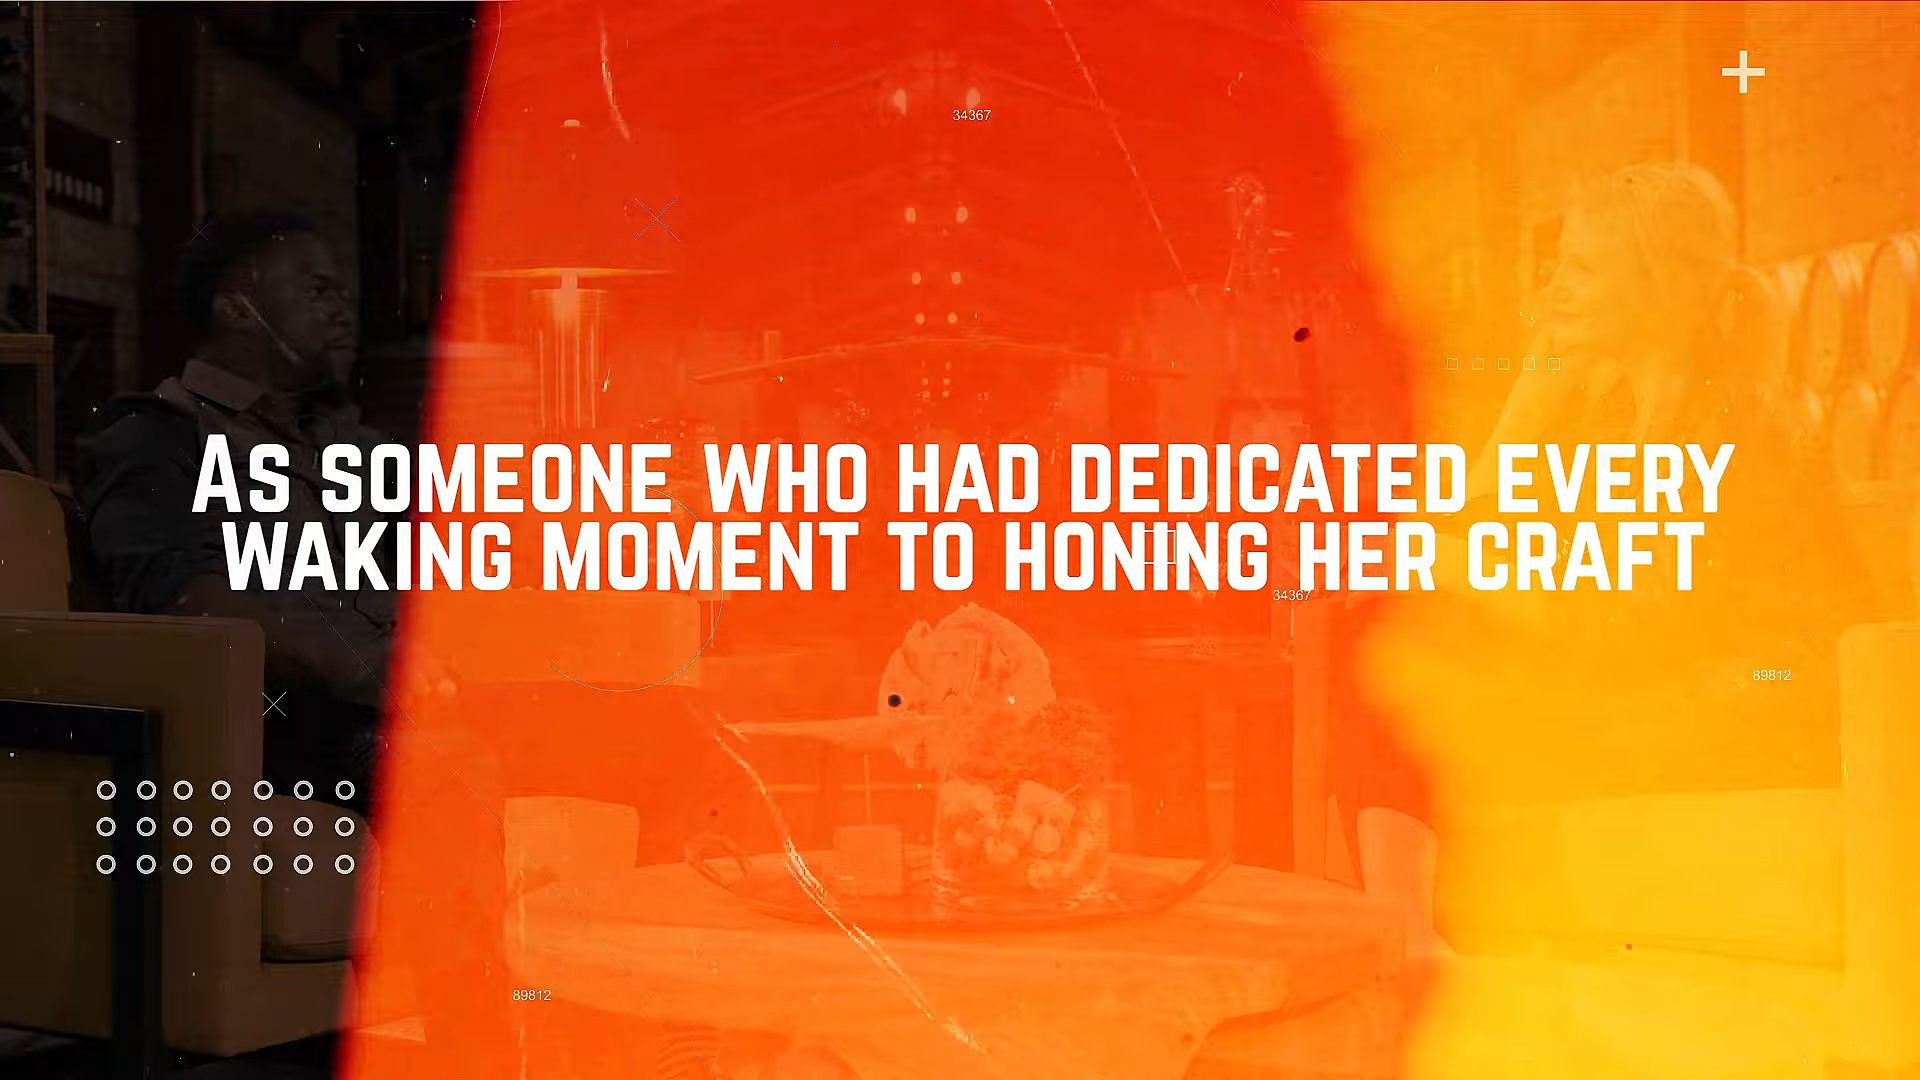 34367
As someone who had dedicated every
waking moment to honing her craft
34367
89812
89812